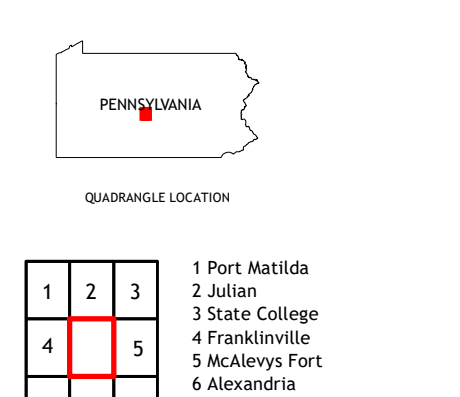 PENNSYLVANIA
QUADRANGLE LOCATION
1 2 3
4 5
1 Port Matilda
2 Julian
3 State College
4 Franklinville
5 McAlevys Fort
6 Alexandria